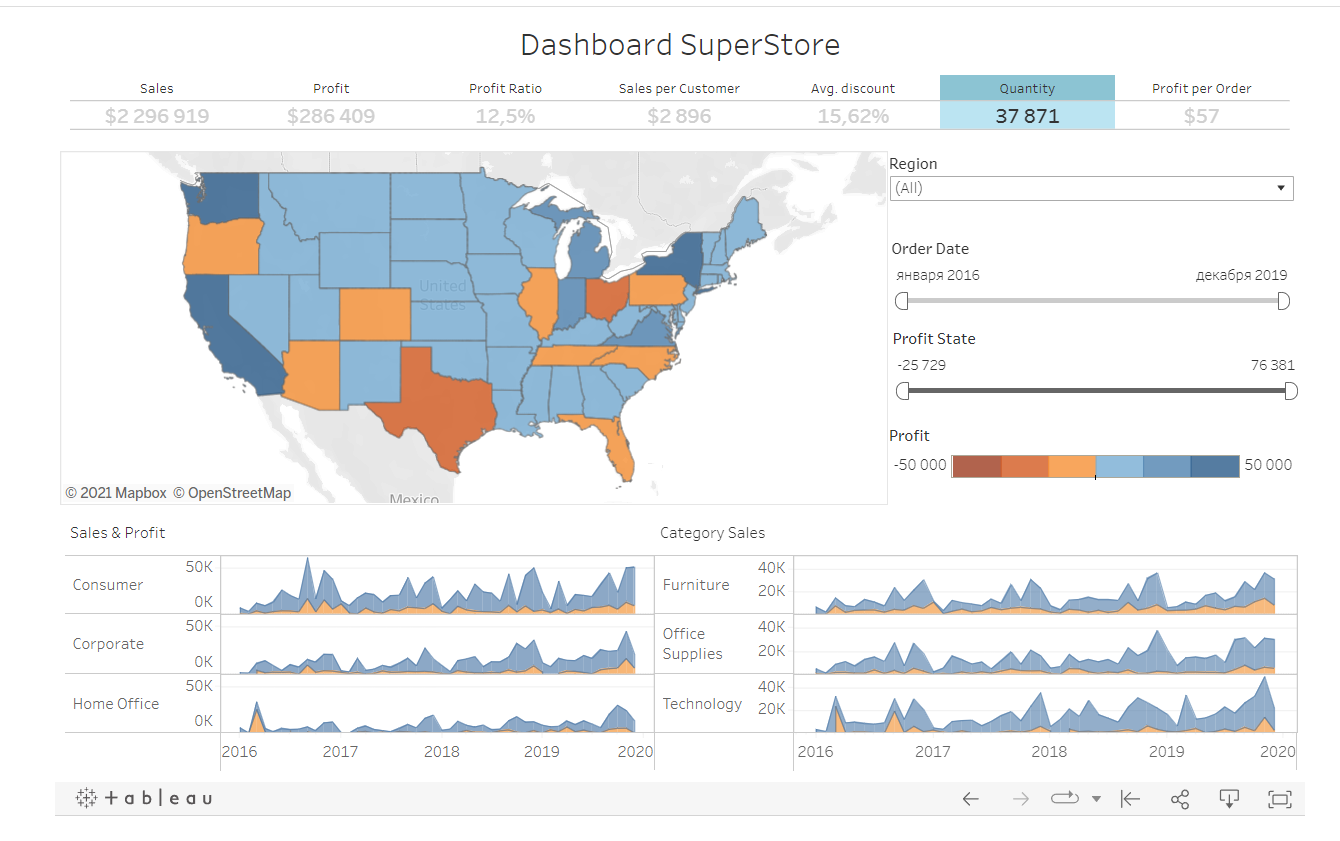 Dashboard SuperStore
Sales Profit Profit Ratio Sales per Customer Avg. discount Quantity Profit per Order
$2 296 919 $286 409 12,5% $2 896 15,62% 37 871 $57
United
States
Mexico
© 2021 Mapbox © OpenStreetMap
Region
(All)
Order Date
января 2016 декабря 2019
Profit State
-25 729 76 381
Profit
-50 000 50 000
Sales & Profit
Consumer 50K
0K
Corporate 50K
0K
Home Office 50K
0K
2016 2017 2018 2019 2020
Category Sales
Furniture 40K
20K
Office
Supplies
40K
20K
Technology 40K
20K
2016 2017 2018 2019 2020
+ableau